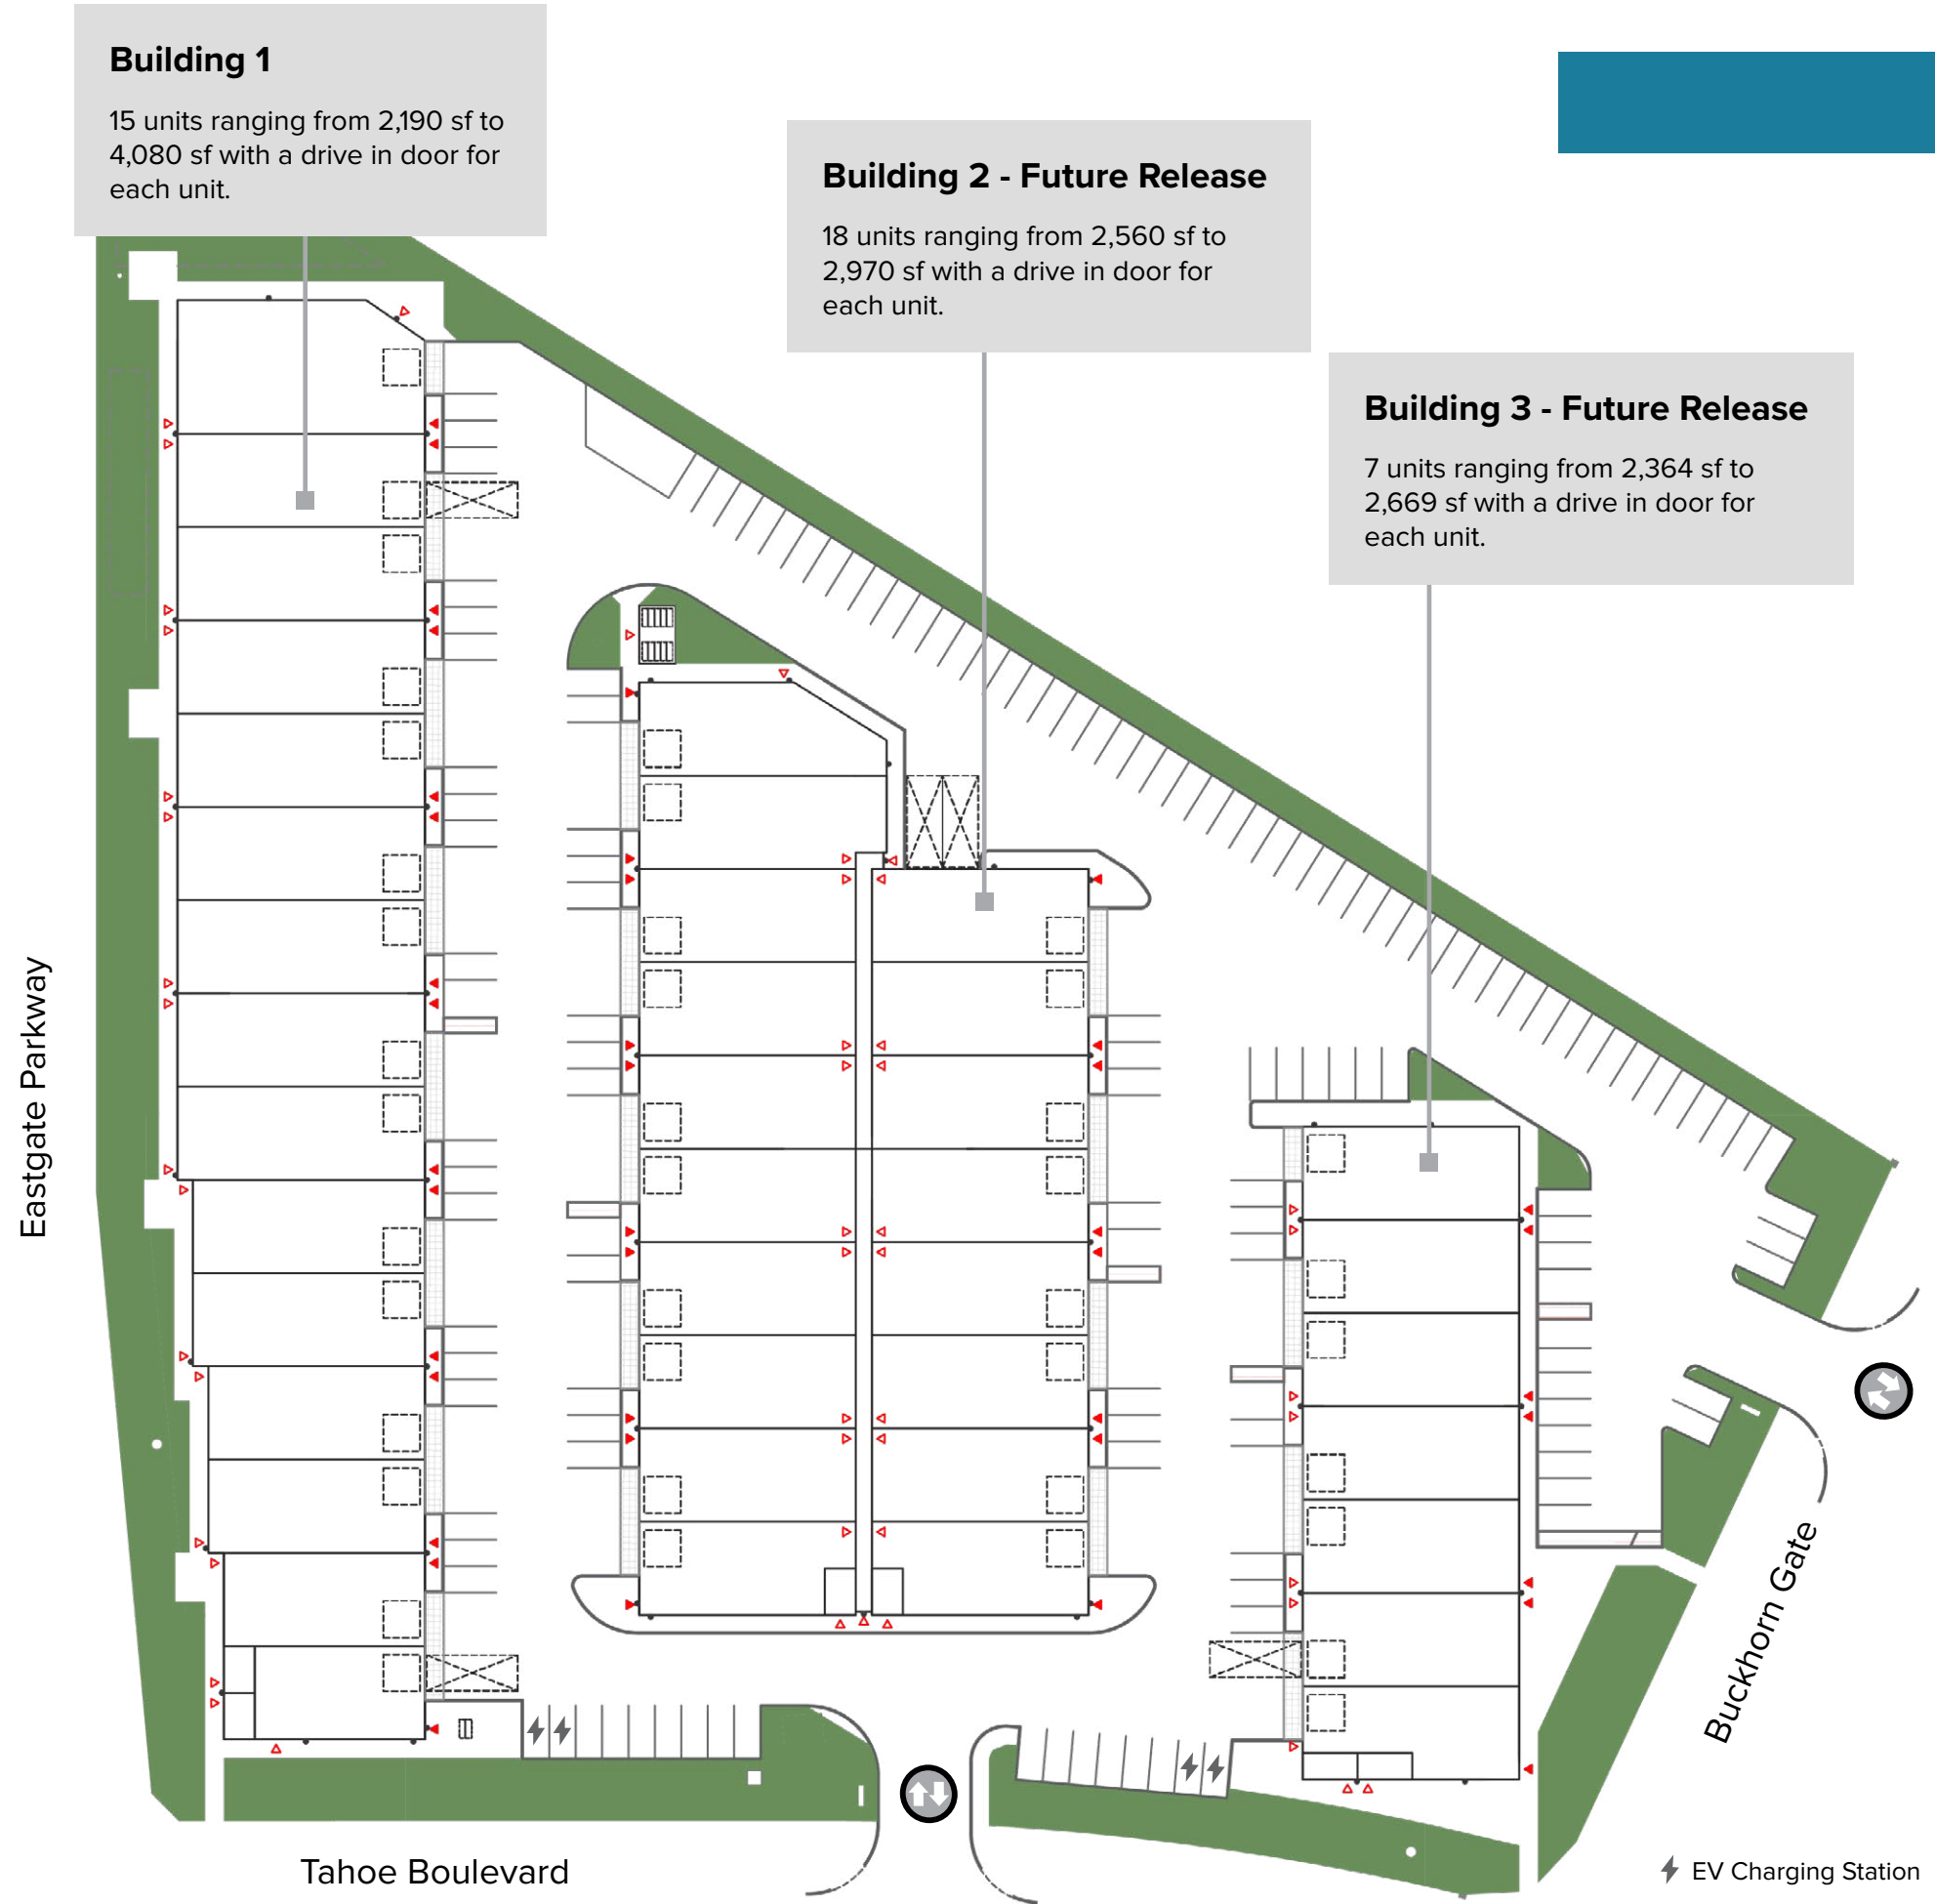 Building 1
15 units ranging from 2,190 sf to
4,080 sf with a drive in door for
each unit.
Building 2 - Future Release
18 units ranging from 2,560 sf to
2,970 sf with a drive in door for
each unit.
Building 3 - Future Release
7 units ranging from 2,364 sf to
2,669 sf with a drive in door for
each unit.
Eastgate Parkway
Buckhorn Gate
Tahoe Boulevard
EV Charging Station